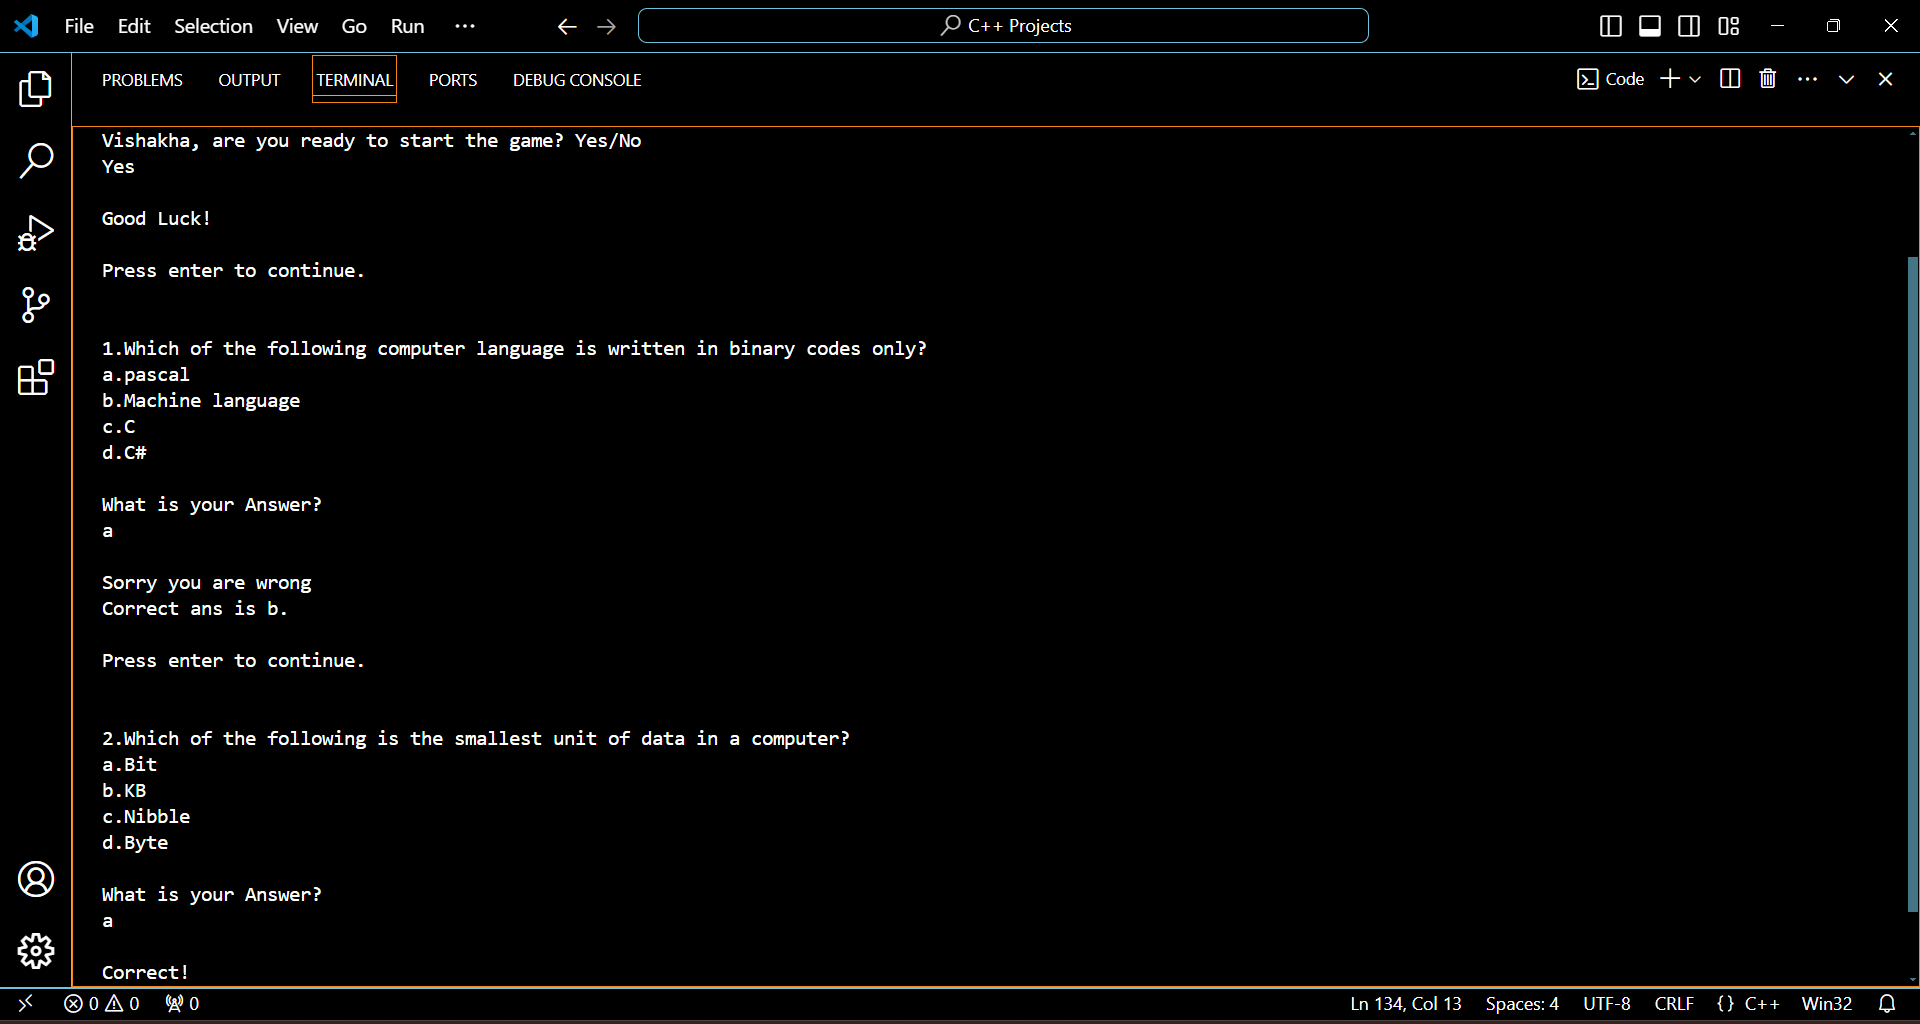 File Edit Selection View Go Run ... C++ Projects
PROBLEMS OUTPUT TERMINAL PORTS DEBUG CONSOLE Code
Vishakha, are you ready to start the game? Yes/No
Yes
Good Luck!
Press enter to continue.
1.Which of the following computer language is written in binary codes only?
a.pascal
b.Machine language
c.C
d.C#
What is your Answer?
a
Sorry you are wrong
Correct ans is b.
Press enter to continue.
2.Which of the following is the smallest unit of data in a computer?
a.Bit
b.KB
c.Nibble
d.Byte
What is your Answer?
a
Correct!
0 0 0 Ln 134, Col 13 Spaces: 4 UTF-8 CRLF {} C++ Win32